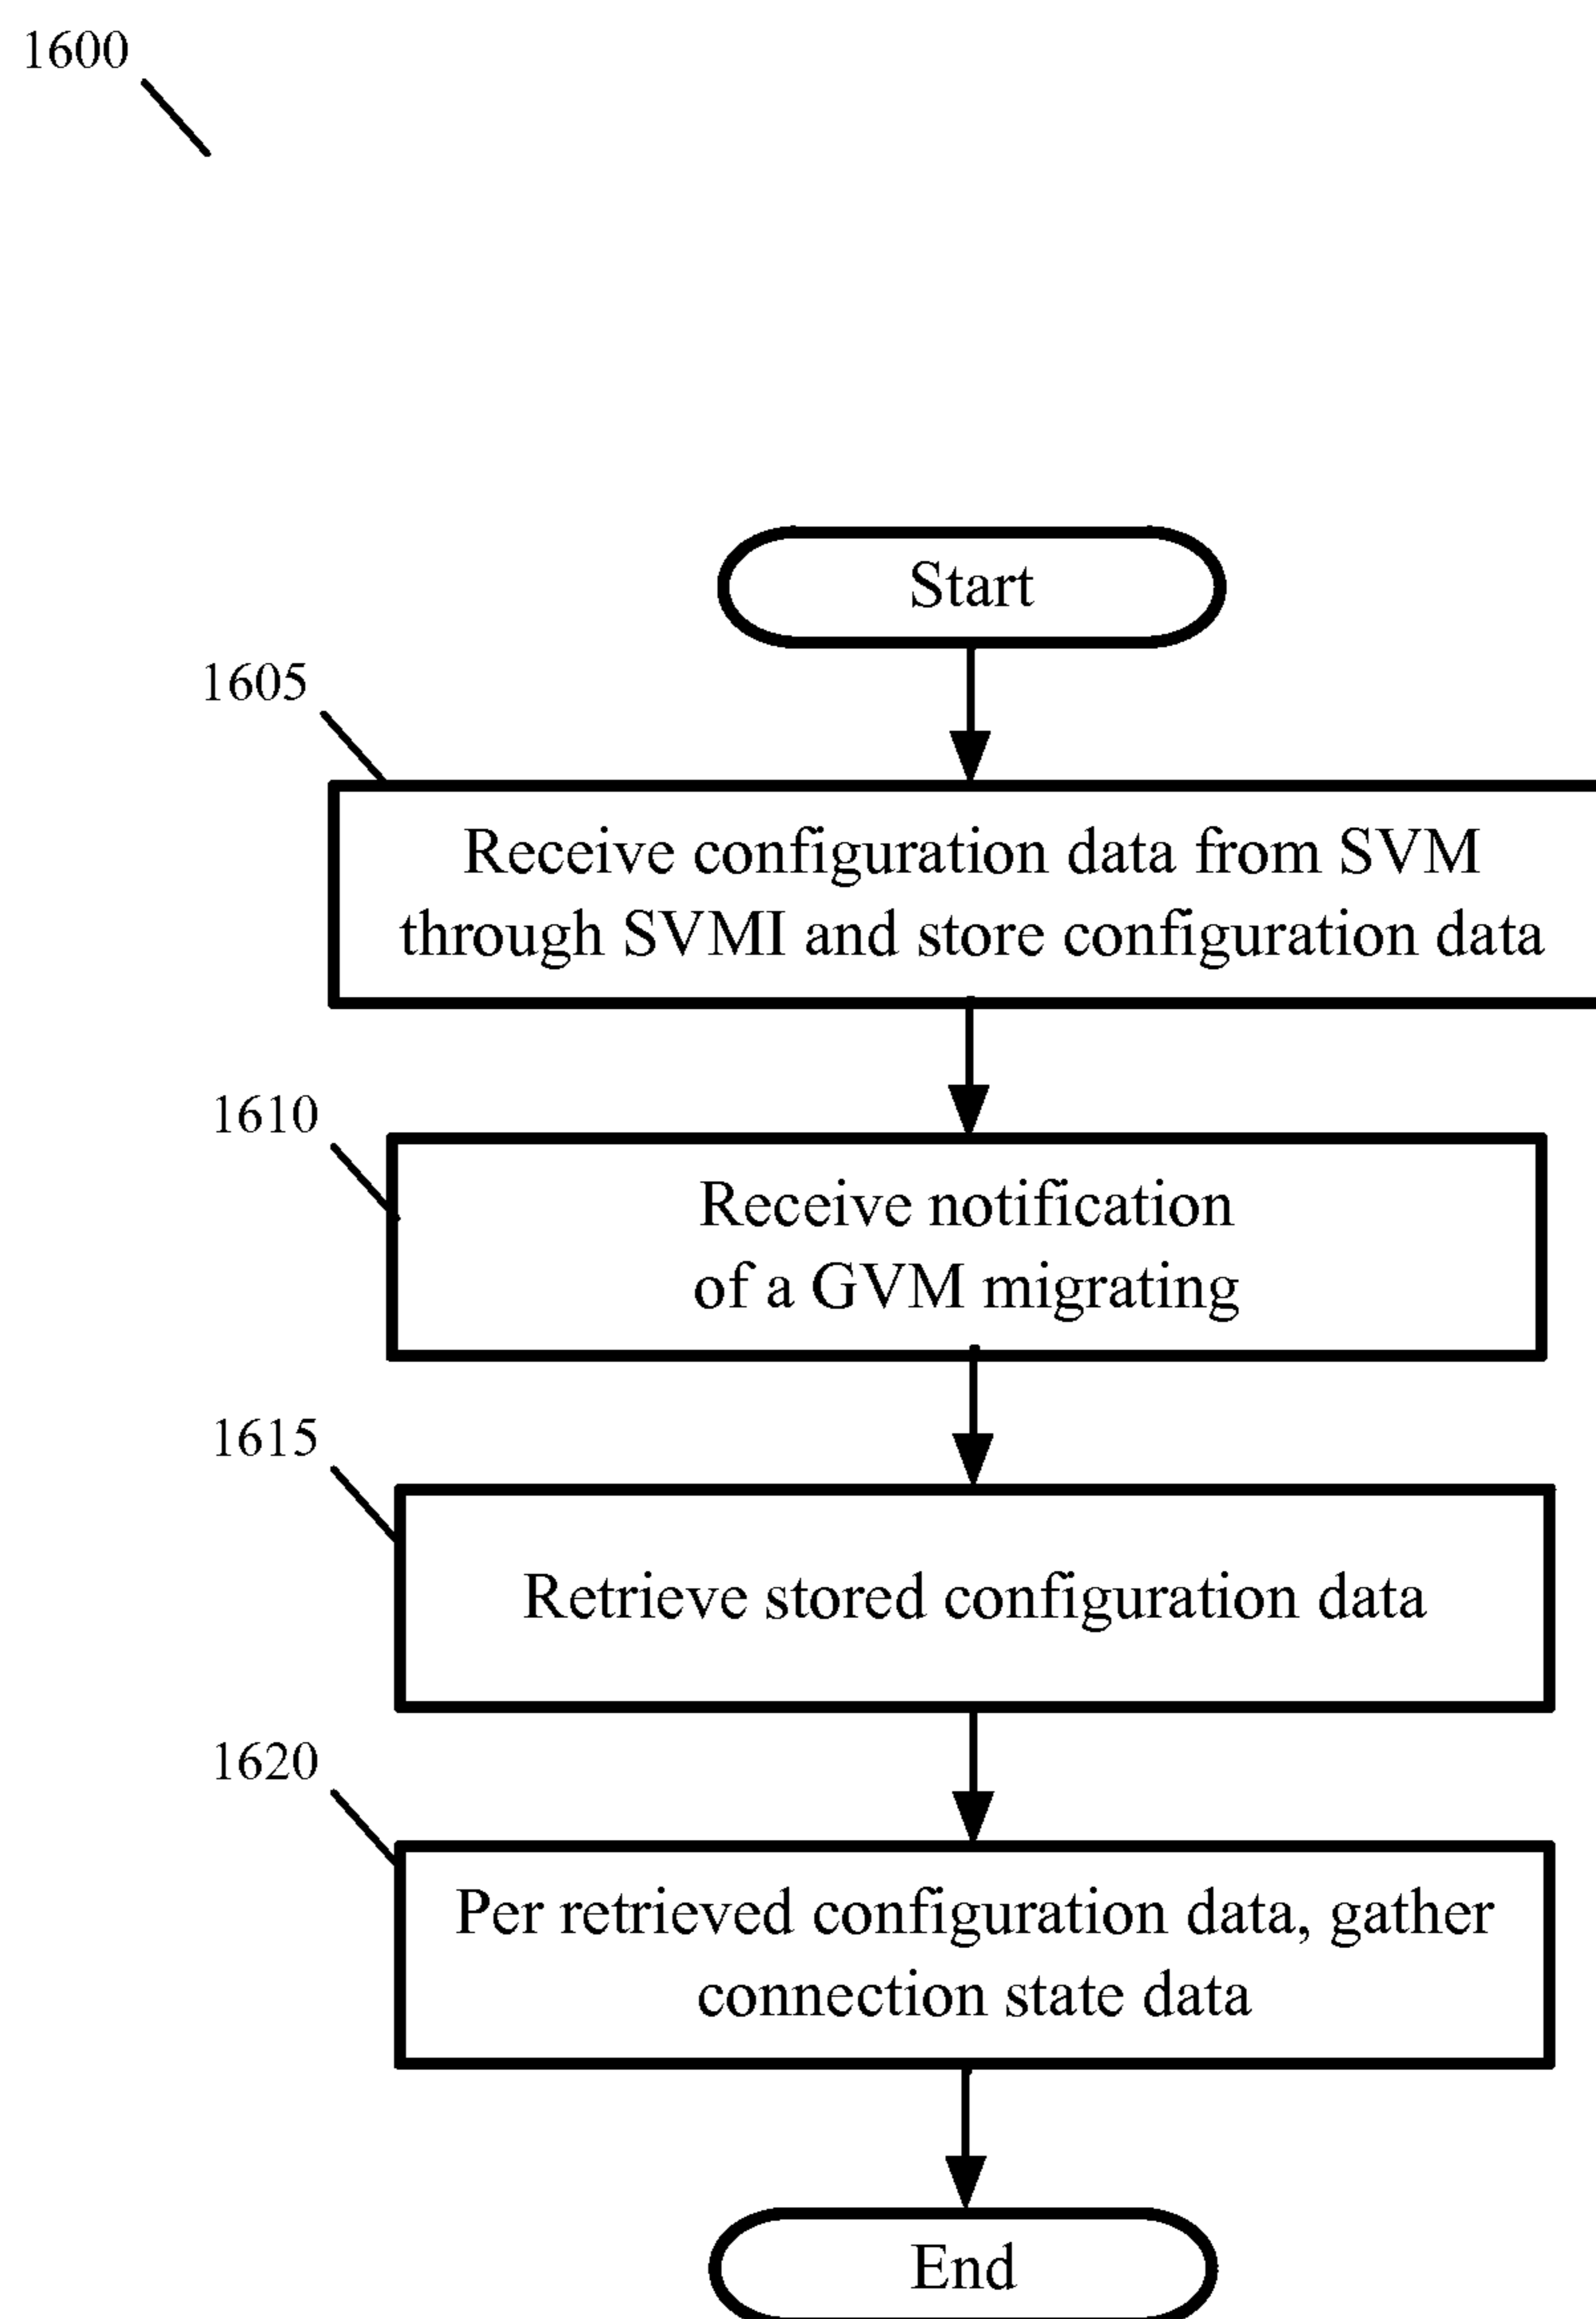 1600
Start
1605
Receive configuration data from SVM
through SVMI and store configuration data
1610
Receive notification
of a GVM migrating
1615
Retrieve stored configuration data
1620
Per retrieved configuration data, gather
connection state data
End